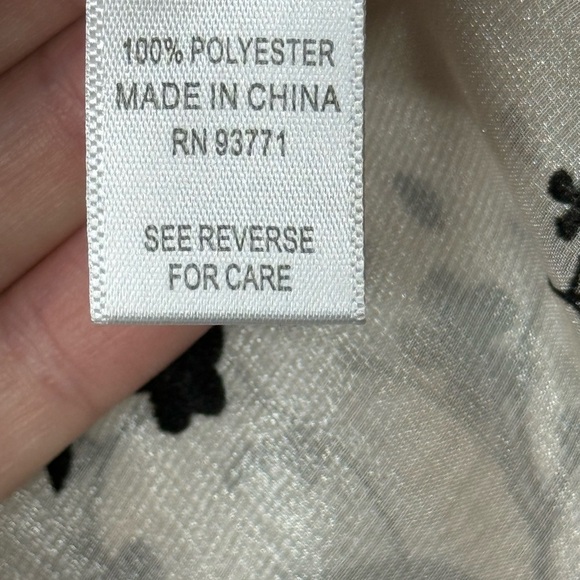 100% POLYESTER
MADE IN CHINA
RN 93771
SEE REVERSE
FOR CARE